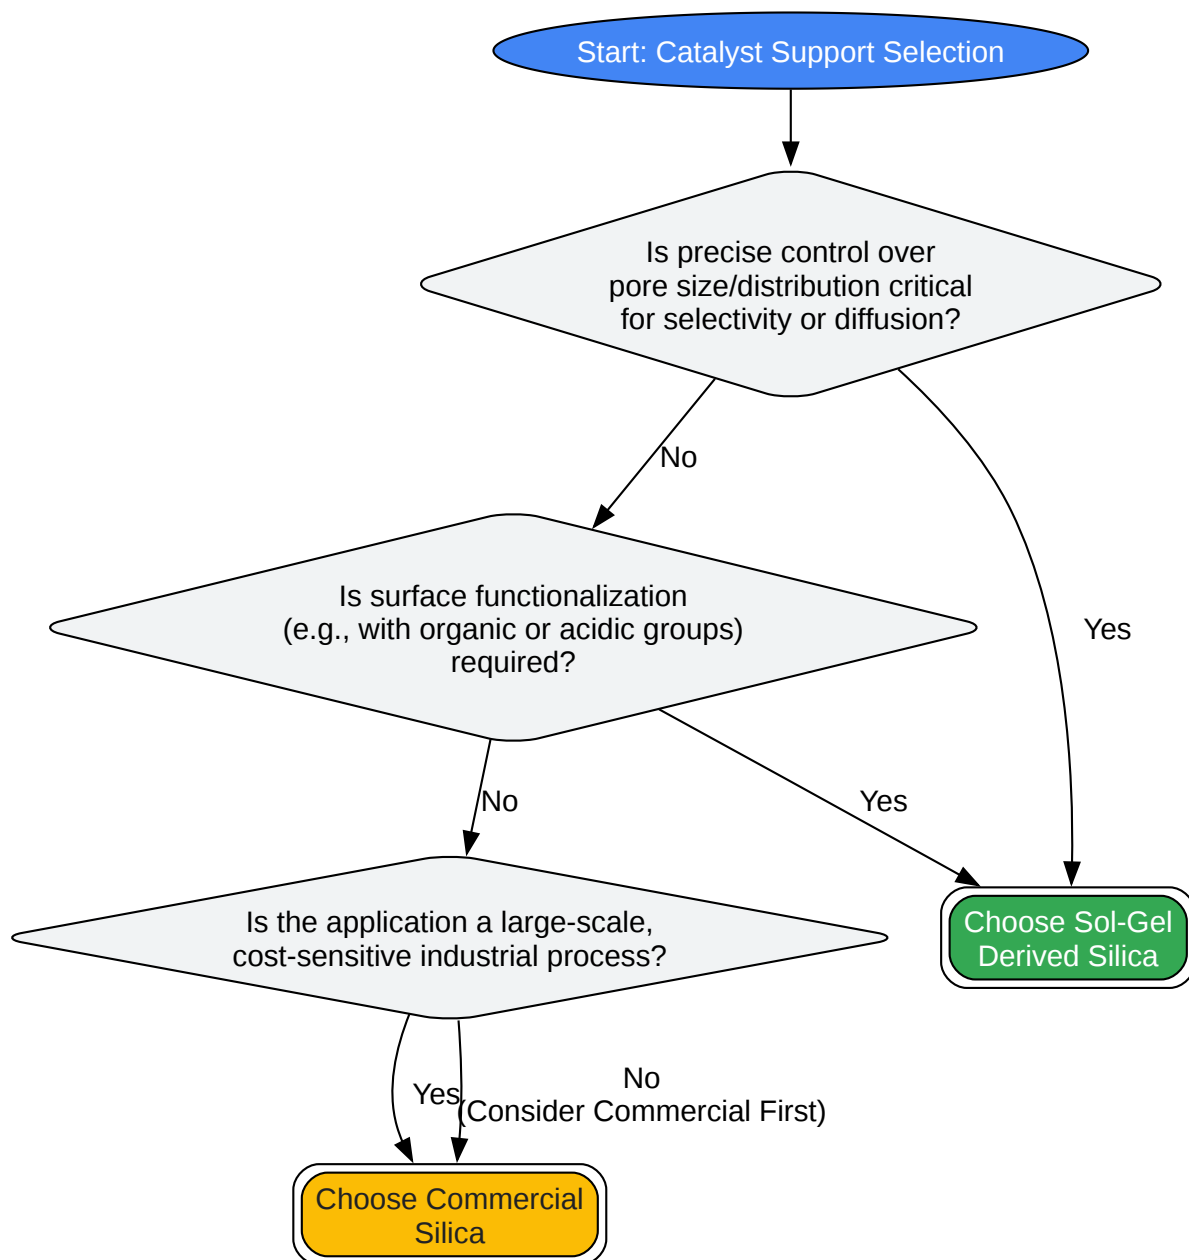 Start: Catalyst Support Selection
Is precise control over
pore size/distribution critical
for selectivity or diffusion?
No
Is surface functionalization
(e.g., with organic or acidic groups)
required?
Yes
No
Yes
Is the application a large-scale,
cost-sensitive industrial process?
Choose Sol-Gel
Derived Silica
Yes
No
(Consider Commercial First)
Choose Commercial
Silica